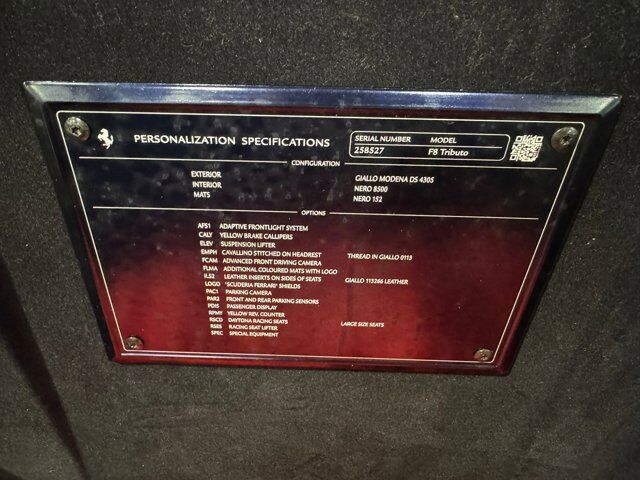 PERSONALIZATION SPECIFICATIONS
SERIAL NUMBER MODEL
258527 F8 Tributo
CONFIGURATION
EXTERIOR GIALLO MODENA DS 4305
INTERIOR NERO 8500
MATS NERO 152
OPTIONS
AFS1 ADAPTIVE FRONTLIGHT SYSTEM
CALY YELLOW BRAKE CALLIPERS
ELEV SUSPENSION LIFTER
EMPH CAVALLINO STITCHED ON HEADREST THREAD IN GIALLO 0113
FCAM ADVANCED FRONT DRIVING CAMERA
FLMA ADDITIONAL COLOURED MATS WITH LOGO
ILS2 LEATHER INSERTS ON SIDES OF SEATS GIALLO 113266 LEATHER
LOGO "SCUDERIA FERRARI" SHIELDS
PAC1 PARKING CAMERA
PAR2 FRONT AND REAR PARKING SENSORS
PDIS PASSENGER DISPLAY
RPMY YELLOW REV. COUNTER
RSCD DAYTONA RACING SEATS LARGE SIZE SEATS
RSES RACING SEAT LIFTER
SPEC SPECIAL EQUIPMENT